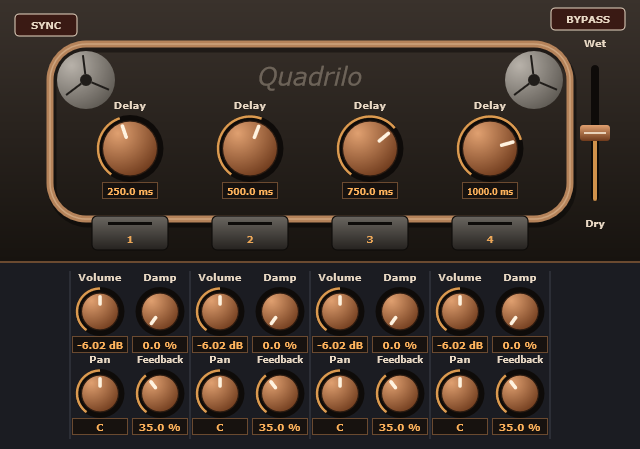 SYNC
BYPASS
Wet
Quadrilo
Delay Delay Delay Delay
250.0 ms 500.0 ms 750.0 ms 1000.0 ms
Dry
1 2 3 4
Volume Damp Volume Damp Volume Damp Volume Damp
-6.02 dB 0.0 % -6.02 dB 0.0 % -6.02 dB 0.0 % -6.02 dB 0.0 %
Pan Feedback Pan Feedback Pan Feedback Pan Feedback
C 35.0 % C 35.0 % C 35.0 % C 35.0 %